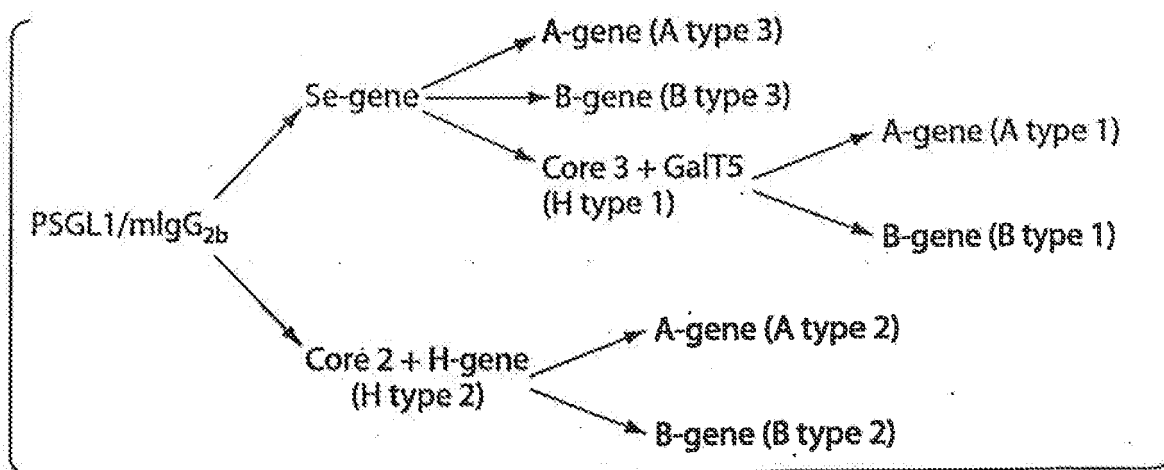 A-gene (A type 3)
Se-gene
B-gene (B type 3)
A-gene (A type 1)
Core 3 + GalT5
(H type 1)
PSGL1/mIgG2b
B-gene (B type 1)
A-gene (A type 2)
Core 2 + H-gene
(H type 2)
B-gene (B type 2)